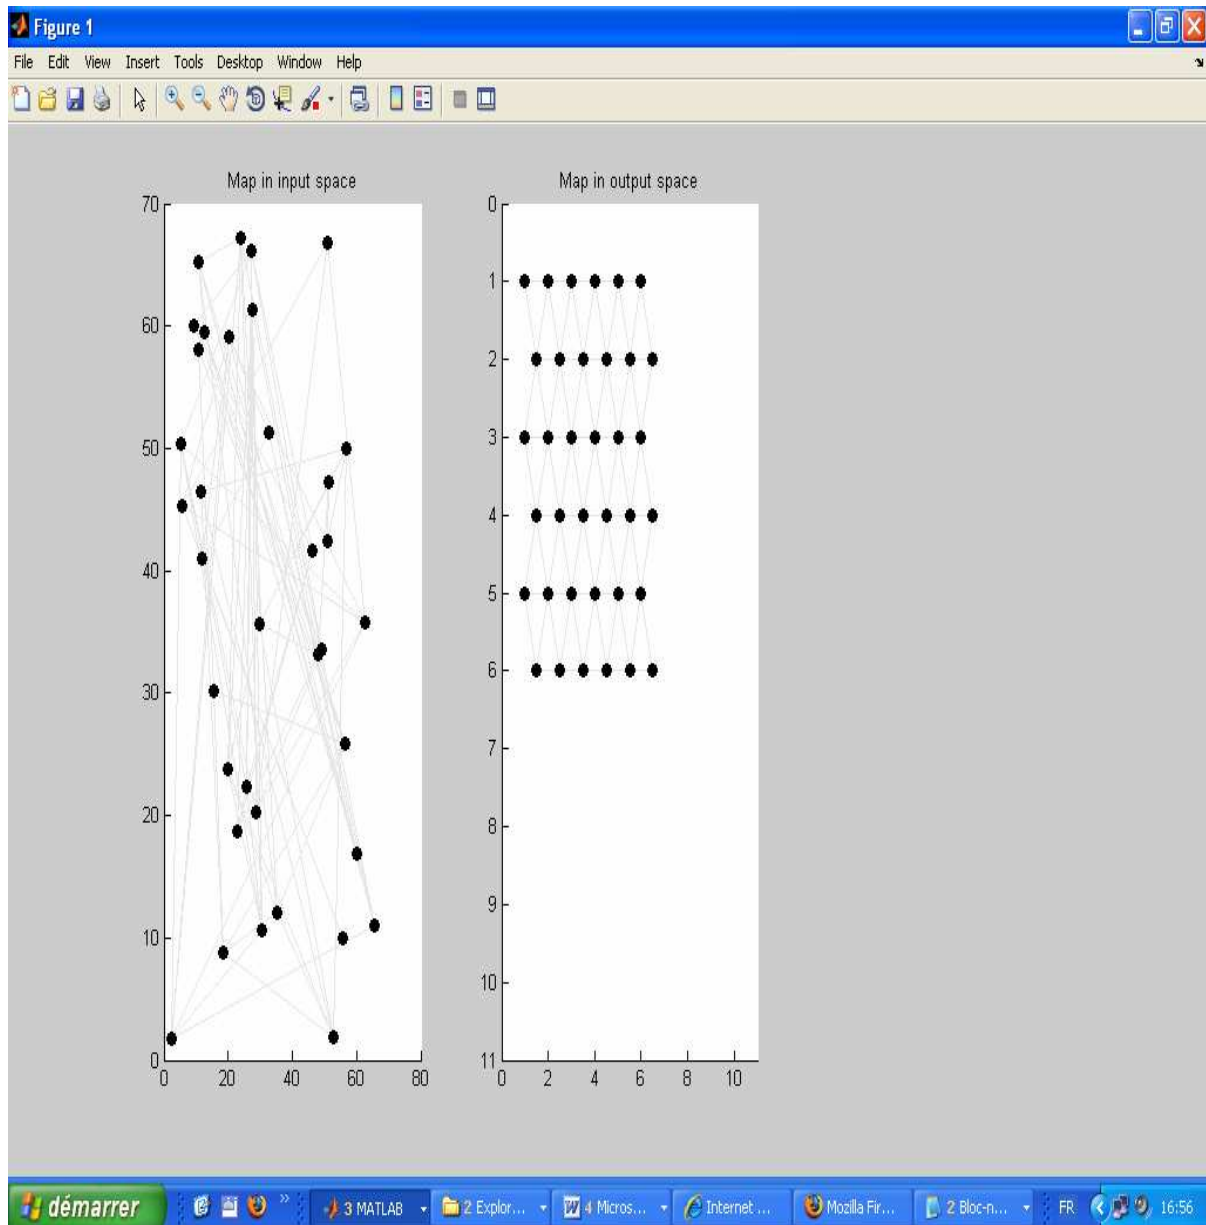 Figure 1
File Edit View Insert Tools Desktop Window Help
Map in input space
70
60
50
40
30
20
10
0
0 20 40 60 80
Map in output space
0
1
2
3
4
5
6
7
8
9
10
11
0 2 4 6 8 10
démarrer » 3 MATLAB 2 Explor... 4 Micros... Internet ... Mozilla Fir... 2 Bloc-n... FR 16:56